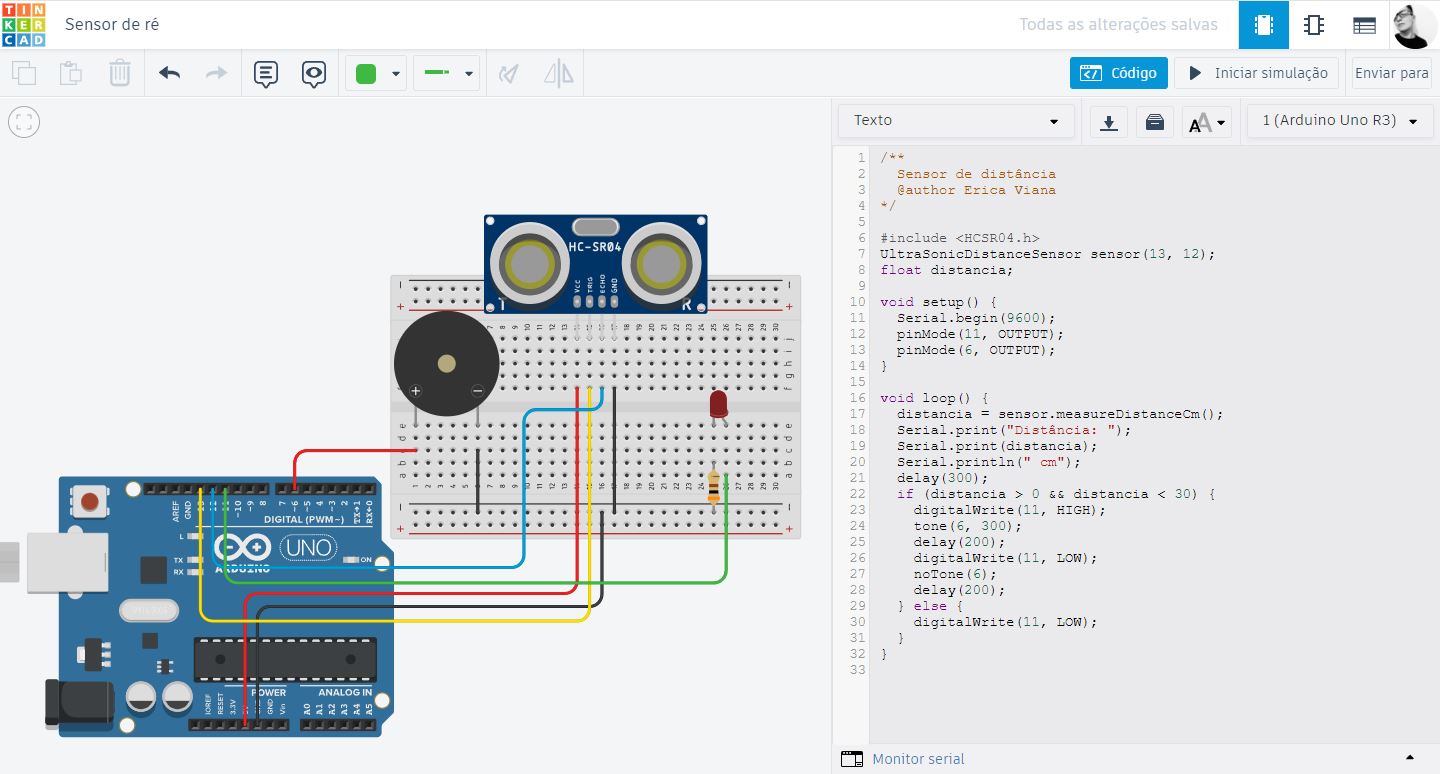 TIN
KER
CAD
Sensor de ré
Todas as alterações salvas
Código
Iniciar simulação
Enviar para
Texto
AA
1 (Arduino Uno R3)
HC-SR04
VCC
TRIG
ECHO
GND
T
R
+
−
AREF
GND
~10
~9
8
7
~6
~5
4
~3
2
TX→1
RX←0
DIGITAL (PWM~)
L
TX
RX
ARDUINO
UNO
ON
IOREF
RESET
3.3V
GND
Vin
POWER
ANALOG IN
A0
A1
A2
A3
A4
A5
1 /**
2 Sensor de distância
3 @author Erica Viana
4 */
5
6 #include <HCSR04.h>
7 UltraSonicDistanceSensor sensor(13, 12);
8 float distancia;
9
10 void setup() {
11 Serial.begin(9600);
12 pinMode(11, OUTPUT);
13 pinMode(6, OUTPUT);
14 }
15
16 void loop() {
17 distancia = sensor.measureDistanceCm();
18 Serial.print("Distância: ");
19 Serial.print(distancia);
20 Serial.println(" cm");
21 delay(300);
22 if (distancia > 0 && distancia < 30) {
23 digitalWrite(11, HIGH);
24 tone(6, 300);
25 delay(200);
26 digitalWrite(11, LOW);
27 noTone(6);
28 delay(200);
29 } else {
30 digitalWrite(11, LOW);
31 }
32 }
33
Monitor serial